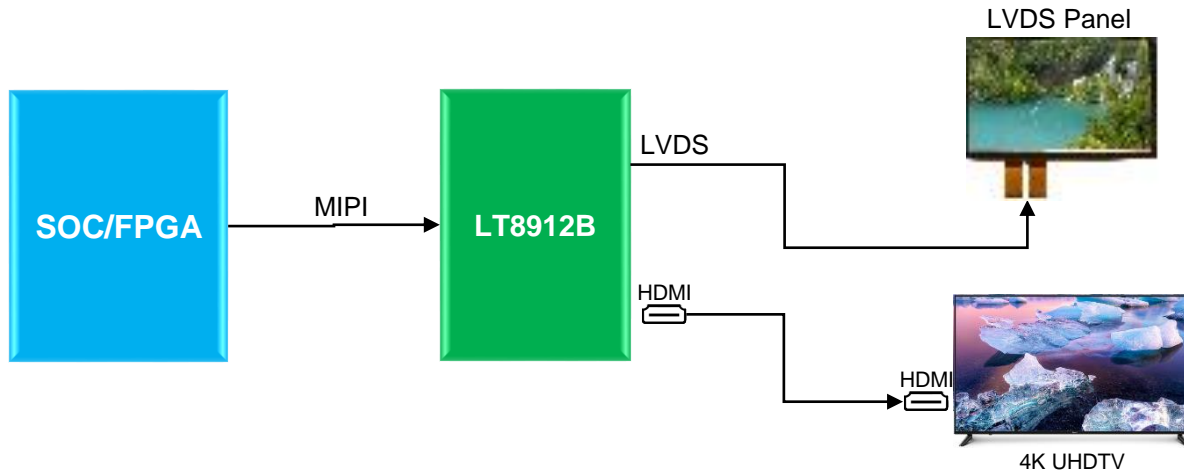 LVDS Panel
SOC/FPGA
MIPI
LT8912B
LVDS
HDMI
HDMI
4K UHDTV